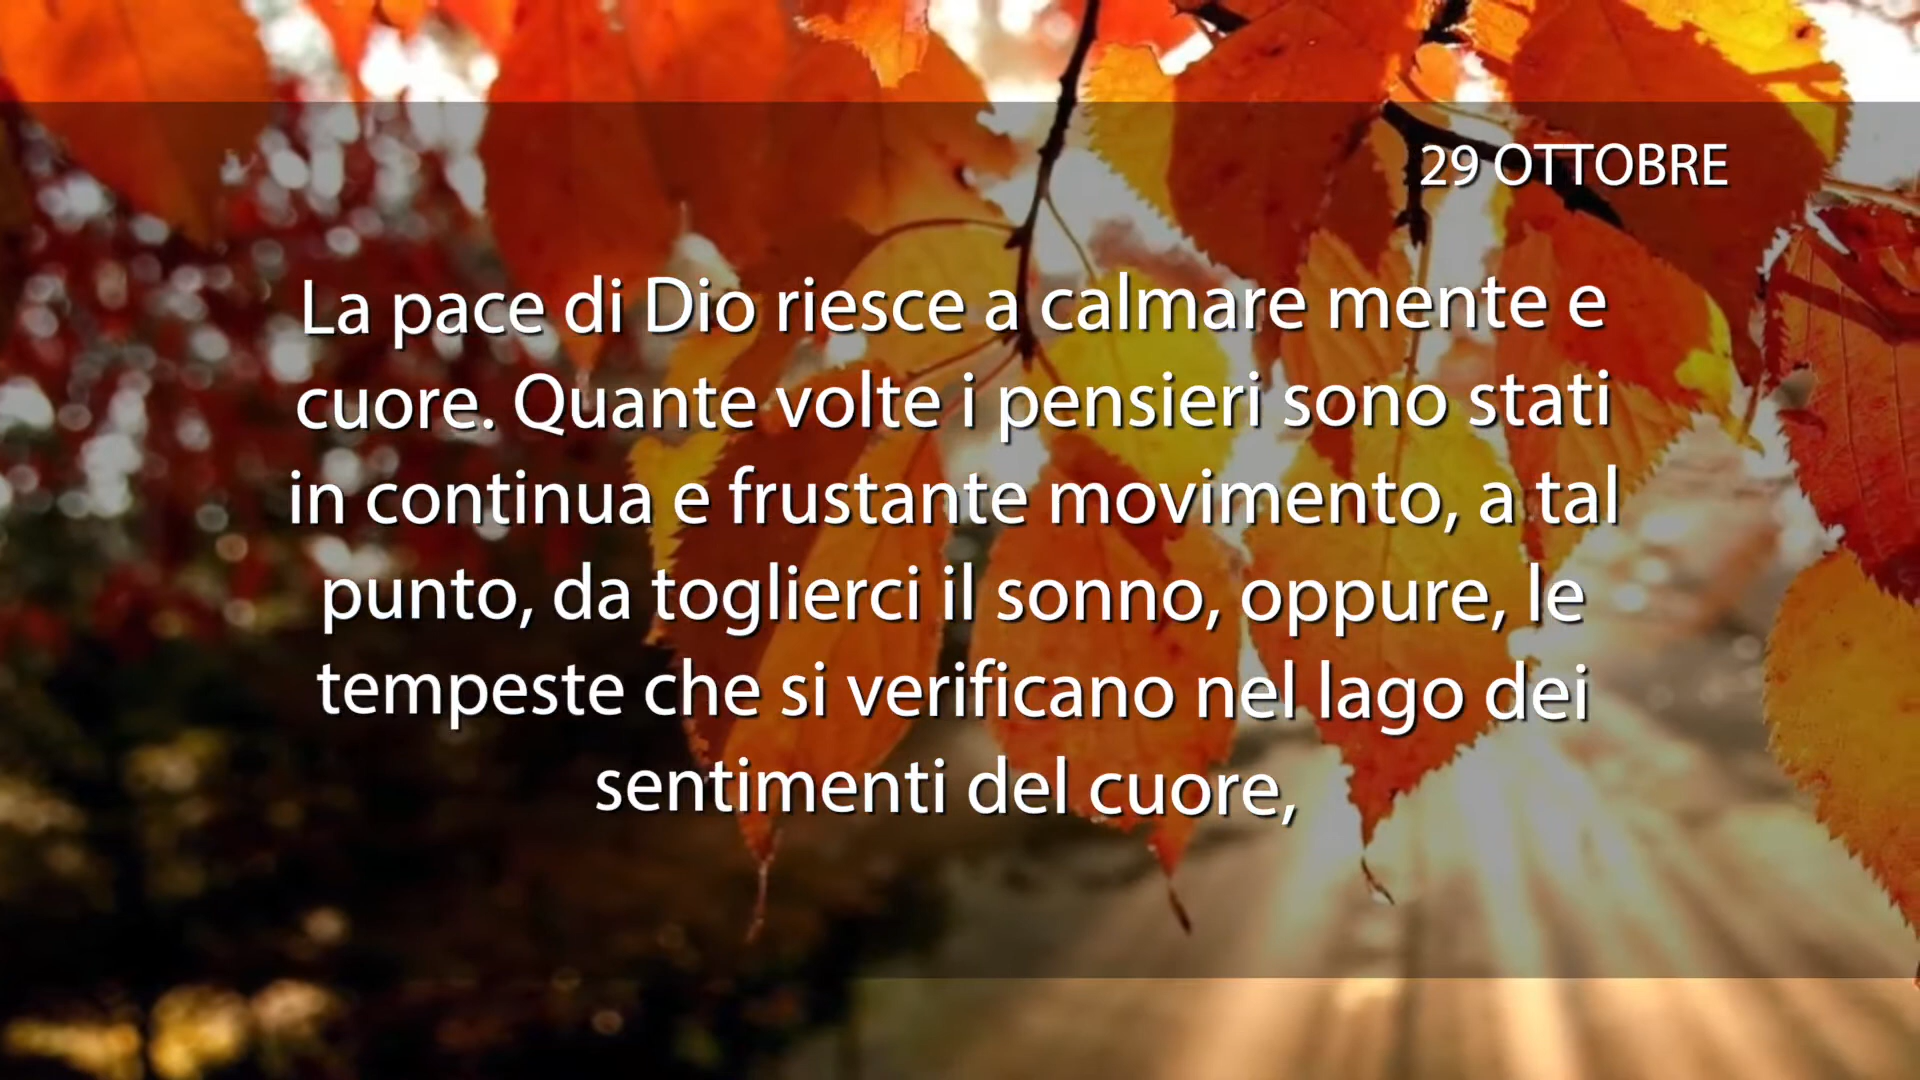 29 OTTOBRE
La pace di Dio riesce a calmare mente e
cuore. Quante volte i pensieri sono stati
in continua e frustante movimento, a tal
punto, da toglierci il sonno, oppure, le
tempeste che si verificano nel lago dei
sentimenti del cuore,